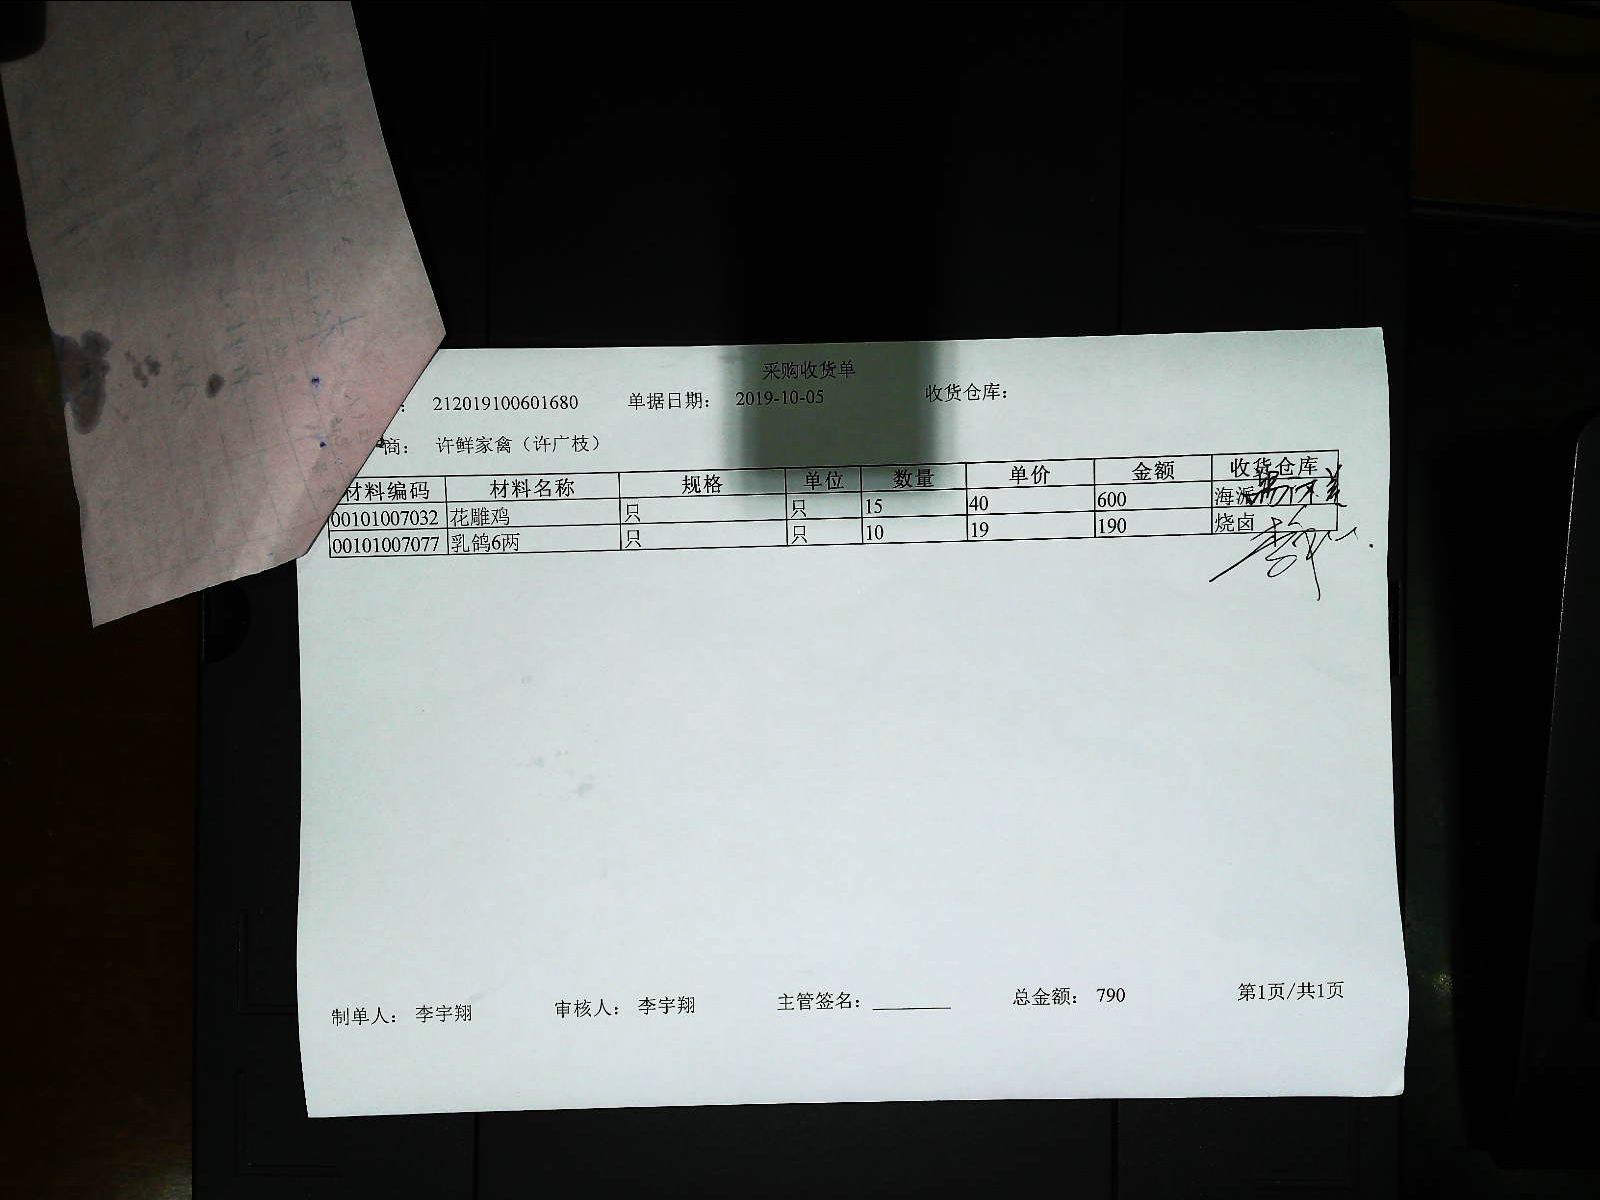 采购收货单
: 212019100601680 单据日期: 2019-10-05 收货仓库:
商: 许鲜家禽（许广枝）
材料编码 材料名称 规格 单位 数量 单价 金额 收货仓库
00101007032 花雕鸡 只 只 15 40 600 海派
00101007077 乳鸽6两 只 只 10 19 190 烧卤
制单人: 李宇翔 审核人: 李宇翔 主管签名: 总金额: 790 第1页/共1页